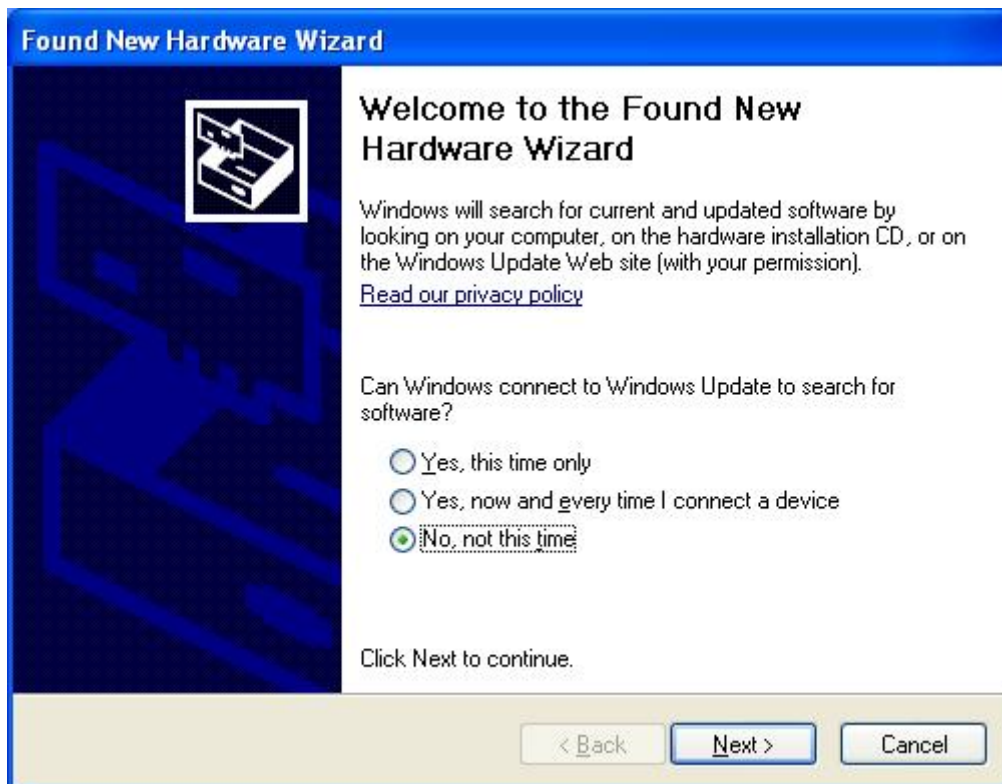 Found New Hardware Wizard
Welcome to the Found New
Hardware Wizard
Windows will search for current and updated software by
looking on your computer, on the hardware installation CD, or on
the Windows Update Web site (with your permission).
Read our privacy policy
Can Windows connect to Windows Update to search for
software?
Yes, this time only
Yes, now and every time I connect a device
No, not this time
Click Next to continue.
< Back
Next >
Cancel